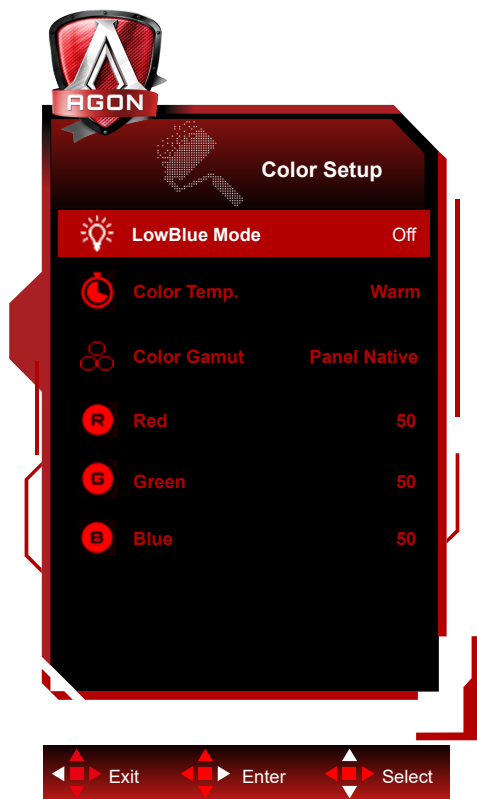 AGON
Color Setup
LowBlue Mode Off
Color Temp. Warm
Color Gamut Panel Native
R Red 50
G Green 50
B Blue 50
Exit Enter Select